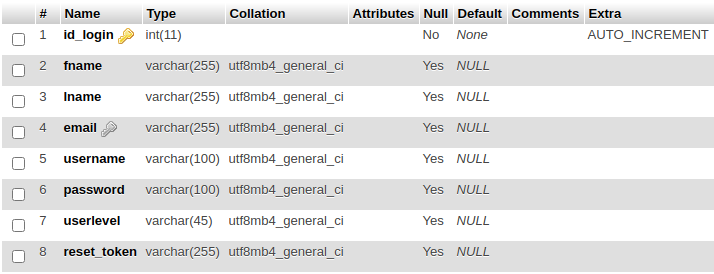 # Name Type Collation Attributes Null Default Comments Extra
1 id_login int(11) No None AUTO_INCREMENT
2 fname varchar(255) utf8mb4_general_ci Yes NULL
3 lname varchar(255) utf8mb4_general_ci Yes NULL
4 email varchar(255) utf8mb4_general_ci Yes NULL
5 username varchar(100) utf8mb4_general_ci Yes NULL
6 password varchar(100) utf8mb4_general_ci Yes NULL
7 userlevel varchar(45) utf8mb4_general_ci Yes NULL
8 reset_token varchar(255) utf8mb4_general_ci Yes NULL